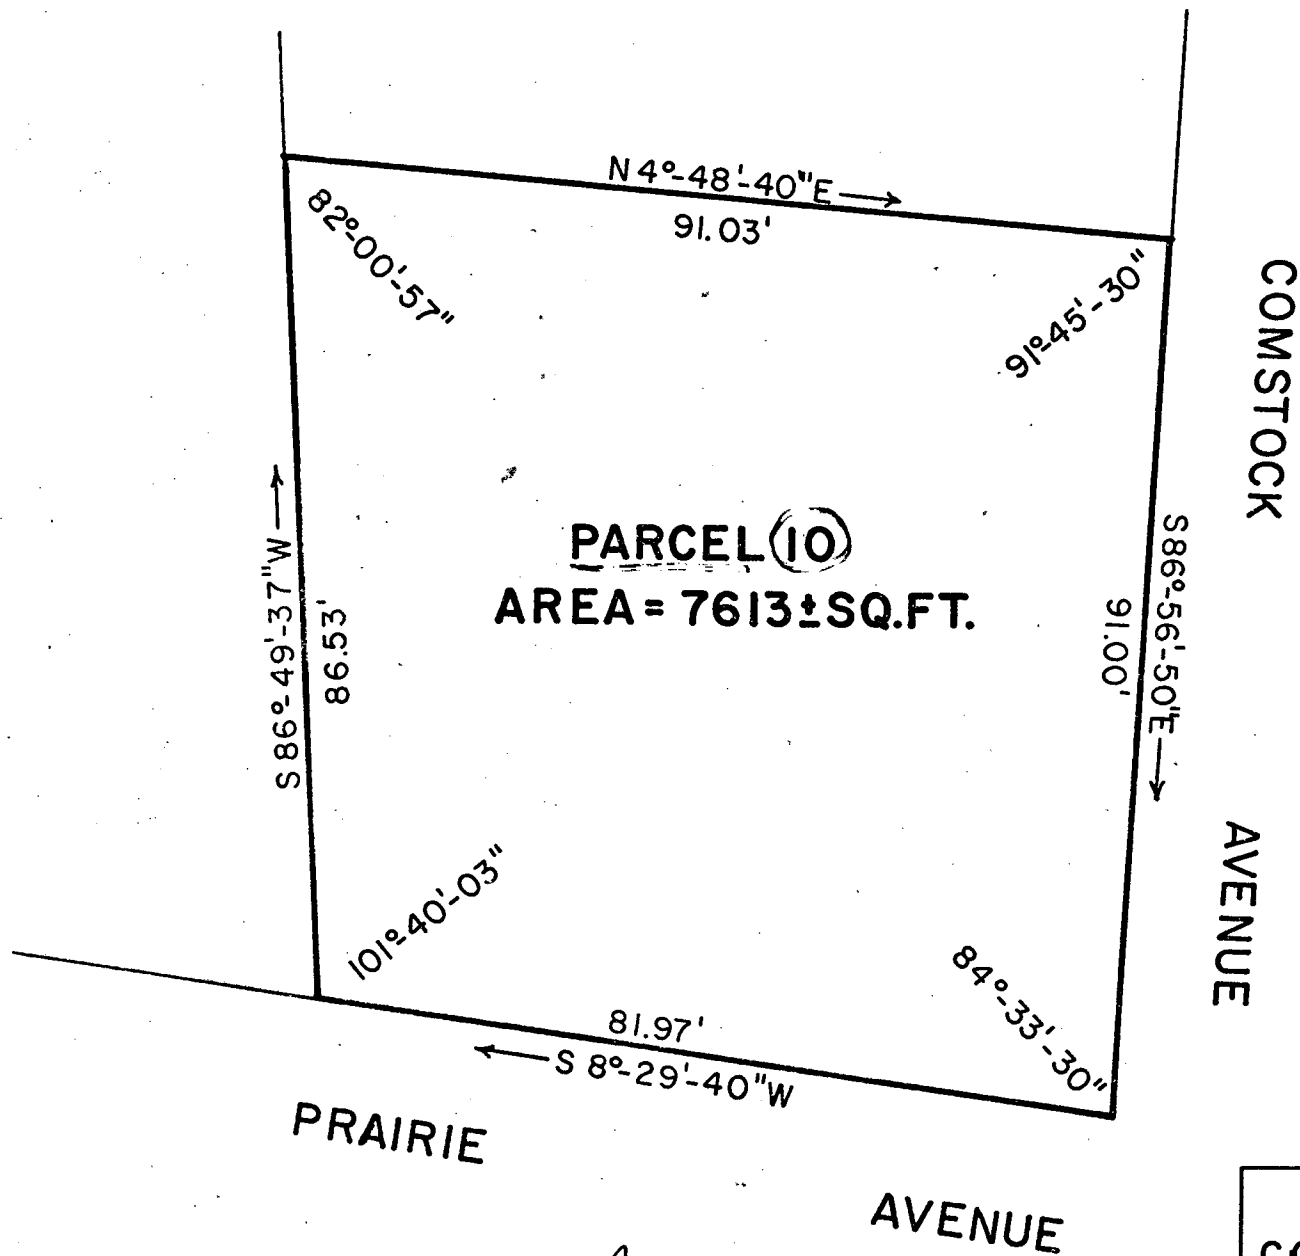 N 4°-48'-40"E
91.03'
82°-00'-57"
91°-45'-30"
COMSTOCK
S 86°-49'-37"W
86.53'
PARCEL 10
AREA = 7613± SQ.FT.
91.00'
S 86°-56'-50"E
AVENUE
101°-40'-03"
84°-33'-30"
81.97'
S 8°-29'-40"W
PRAIRIE
AVENUE